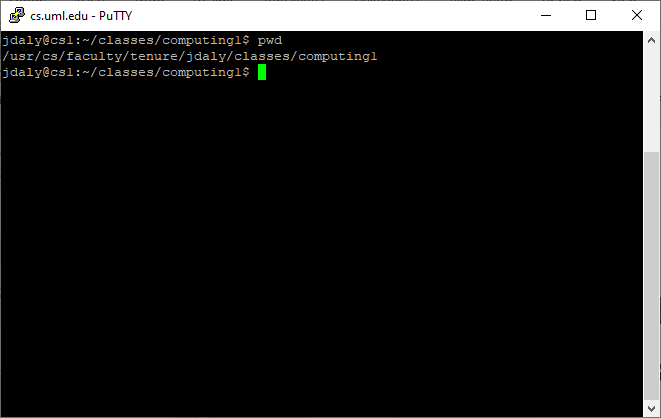 cs.uml.edu - PuTTY
jdaly@cs1:~/classes/computing1$ pwd
/usr/cs/faculty/tenure/jdaly/classes/computing1
jdaly@cs1:~/classes/computing1$